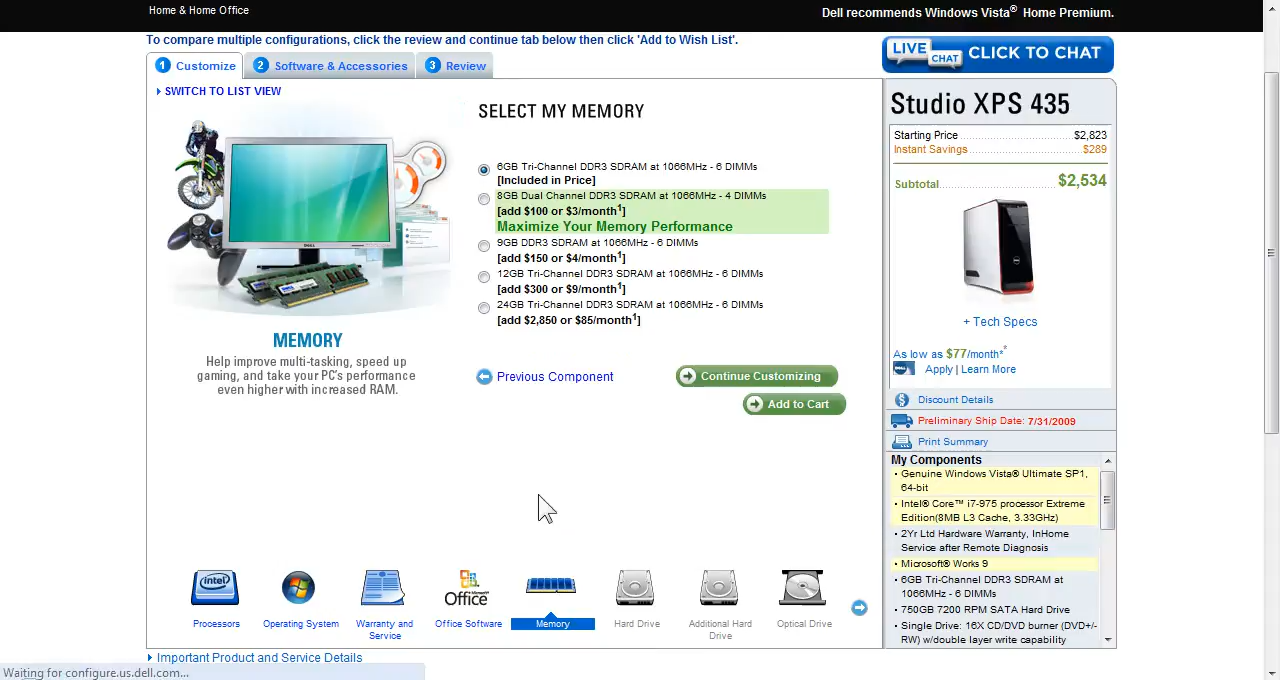 Home & Home Office
Dell recommends Windows Vista® Home Premium.
To compare multiple configurations, click the review and continue tab below then click 'Add to Wish List'.
LIVE CHAT CLICK TO CHAT
1 Customize
2 Software & Accessories
3 Review
SWITCH TO LIST VIEW
SELECT MY MEMORY
6GB Tri-Channel DDR3 SDRAM at 1066MHz - 6 DIMMs
[Included in Price]
8GB Dual Channel DDR3 SDRAM at 1066MHz - 4 DIMMs
[add $100 or $3/month¹]
Maximize Your Memory Performance
9GB DDR3 SDRAM at 1066MHz - 6 DIMMs
[add $150 or $4/month¹]
12GB Tri-Channel DDR3 SDRAM at 1066MHz - 6 DIMMs
[add $300 or $9/month¹]
24GB Tri-Channel DDR3 SDRAM at 1066MHz - 6 DIMMs
[add $2,850 or $85/month¹]
MEMORY
Help improve multi-tasking, speed up
gaming, and take your PC's performance
even higher with increased RAM.
Previous Component
Continue Customizing
Add to Cart
Studio XPS 435
Starting Price $2,823
Instant Savings $289
Subtotal $2,534
+ Tech Specs
As low as $77/month*
Apply | Learn More
Discount Details
Preliminary Ship Date: 7/31/2009
Print Summary
My Components
• Genuine Windows Vista® Ultimate SP1,
64-bit
• Intel® Core™ i7-975 processor Extreme
Edition(8MB L3 Cache, 3.33GHz)
• 2Yr Ltd Hardware Warranty, InHome
Service after Remote Diagnosis
• Microsoft® Works 9
• 6GB Tri-Channel DDR3 SDRAM at
1066MHz - 6 DIMMs
• 750GB 7200 RPM SATA Hard Drive
• Single Drive: 16X CD/DVD burner (DVD+/-
RW) w/double layer write capability
intel
Office
Processors
Operating System
Warranty and
Service
Office Software
Memory
Hard Drive
Additional Hard
Drive
Optical Drive
Important Product and Service Details
Waiting for configure.us.dell.com...